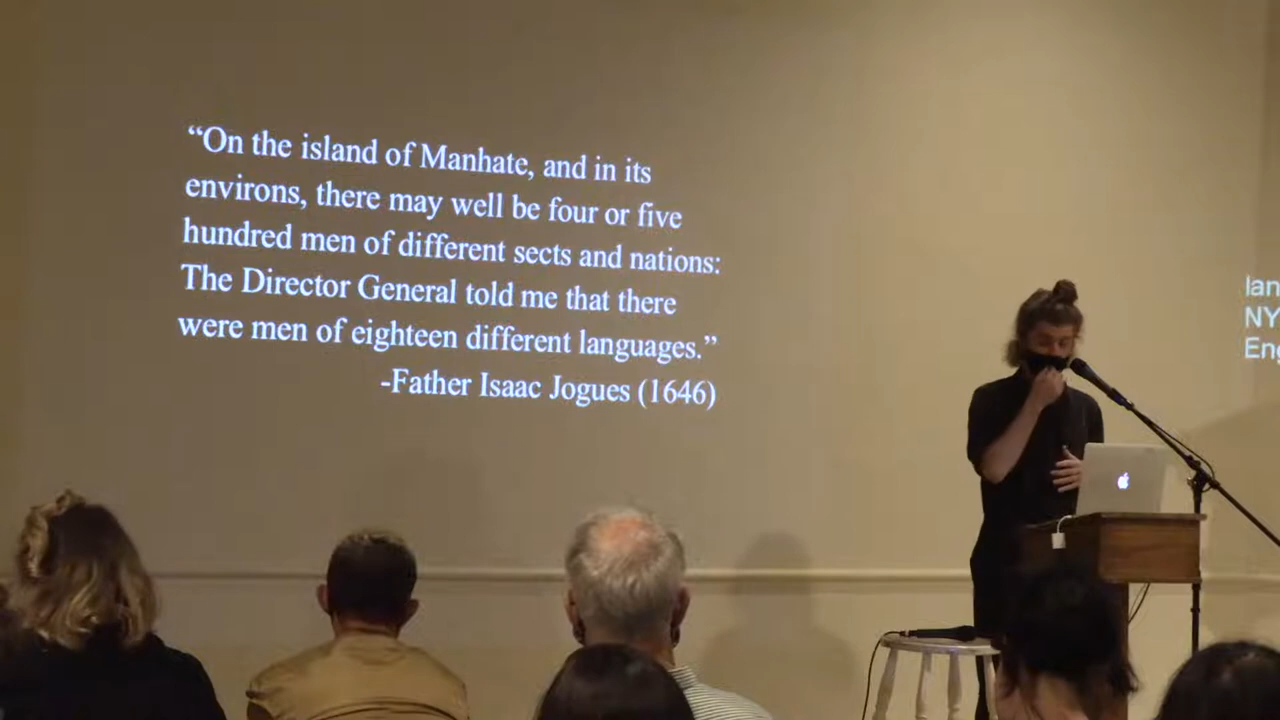 “On the island of Manhate, and in its
environs, there may well be four or five
hundred men of different sects and nations:
The Director General told me that there
were men of eighteen different languages.”
-Father Isaac Jogues (1646)
NY